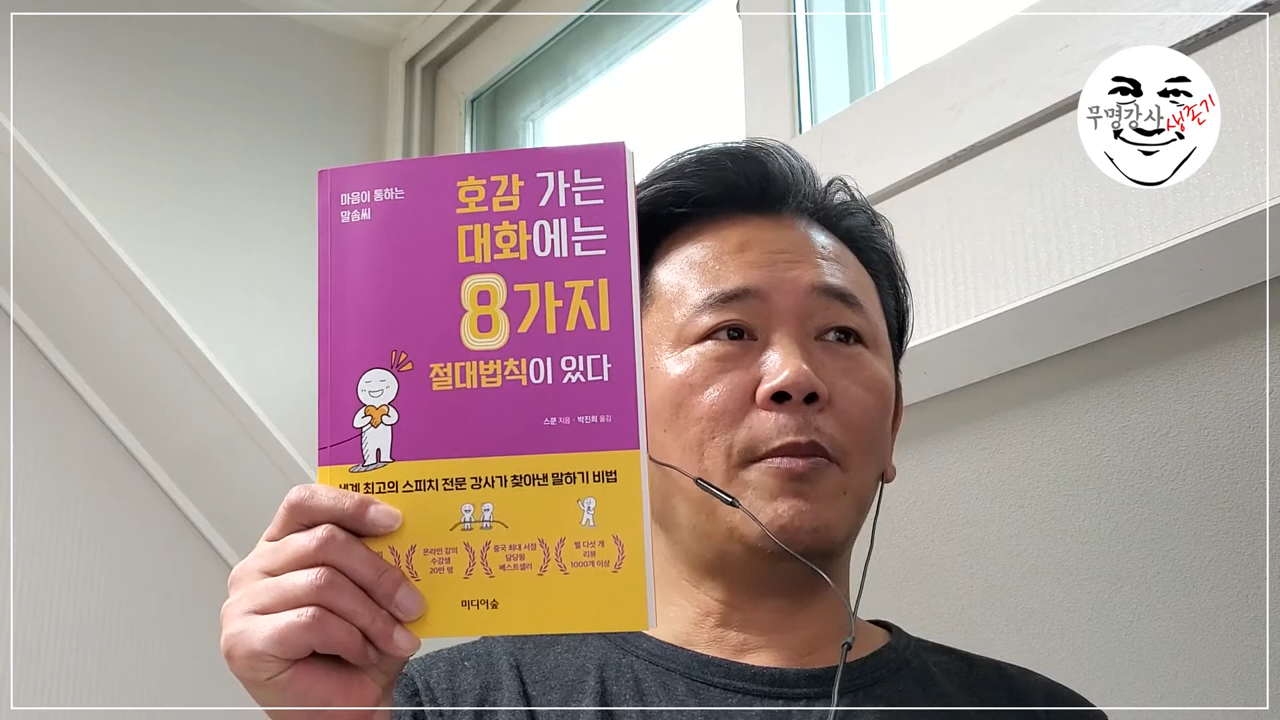 무명강사 생존기
마음이 통하는
말솜씨
호감 가는
대화에는
8가지
절대법칙이 있다
스쿤 지음 · 박진희 옮김
세계 최고의 스피치 전문 강사가 찾아낸 말하기 비법
온라인 강의
수강생
20만 명
중국 최대 서점
당당왕
베스트셀러
별 다섯 개
리뷰
1000개 이상
미디어숲